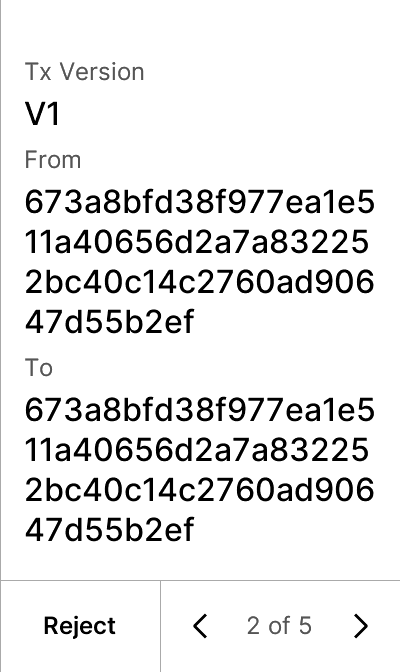 Tx Version
V1
From
673a8bfd38f977ea1e5
11a40656d2a7a83225
2bc40c14c2760ad906
47d55b2ef
To
673a8bfd38f977ea1e5
11a40656d2a7a83225
2bc40c14c2760ad906
47d55b2ef
Reject
2 of 5